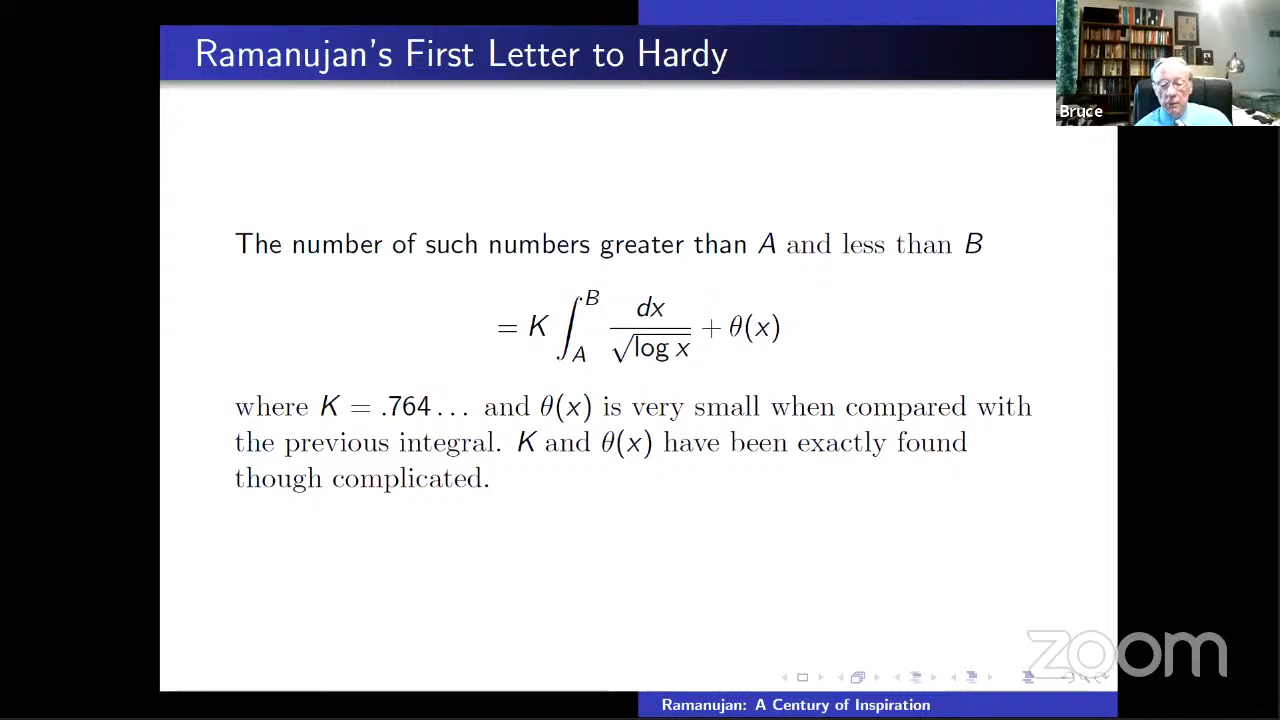 Ramanujan's First Letter to Hardy
Bruce
The number of such numbers greater than A and less than B
= K ∫_A^B dx/√(log x) + θ(x)
where K = .764... and θ(x) is very small when compared with
the previous integral. K and θ(x) have been exactly found
though complicated.
zoom
Ramanujan: A Century of Inspiration